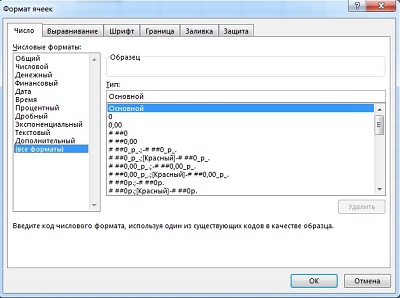 Формат ячеек
Число Выравнивание Шрифт Граница Заливка Защита
Числовые форматы:
Общий
Числовой
Денежный
Финансовый
Дата
Время
Процентный
Дробный
Экспоненциальный
Текстовый
Дополнительный
(все форматы)
Образец
Тип:
Основной
Основной
0
0,00
# ##0
# ##0,00
# ##0_р_.;-# ##0_р_.
# ##0_р_.;[Красный]-# ##0_р_.
# ##0,00_р_.;-# ##0,00_р_.
# ##0,00_р_.;[Красный]-# ##0,00_р_.
# ##0р.;-# ##0р.
# ##0р.;[Красный]-# ##0р.
Удалить
Введите код числового формата, используя один из существующих кодов в качестве образца.
ОК Отмена